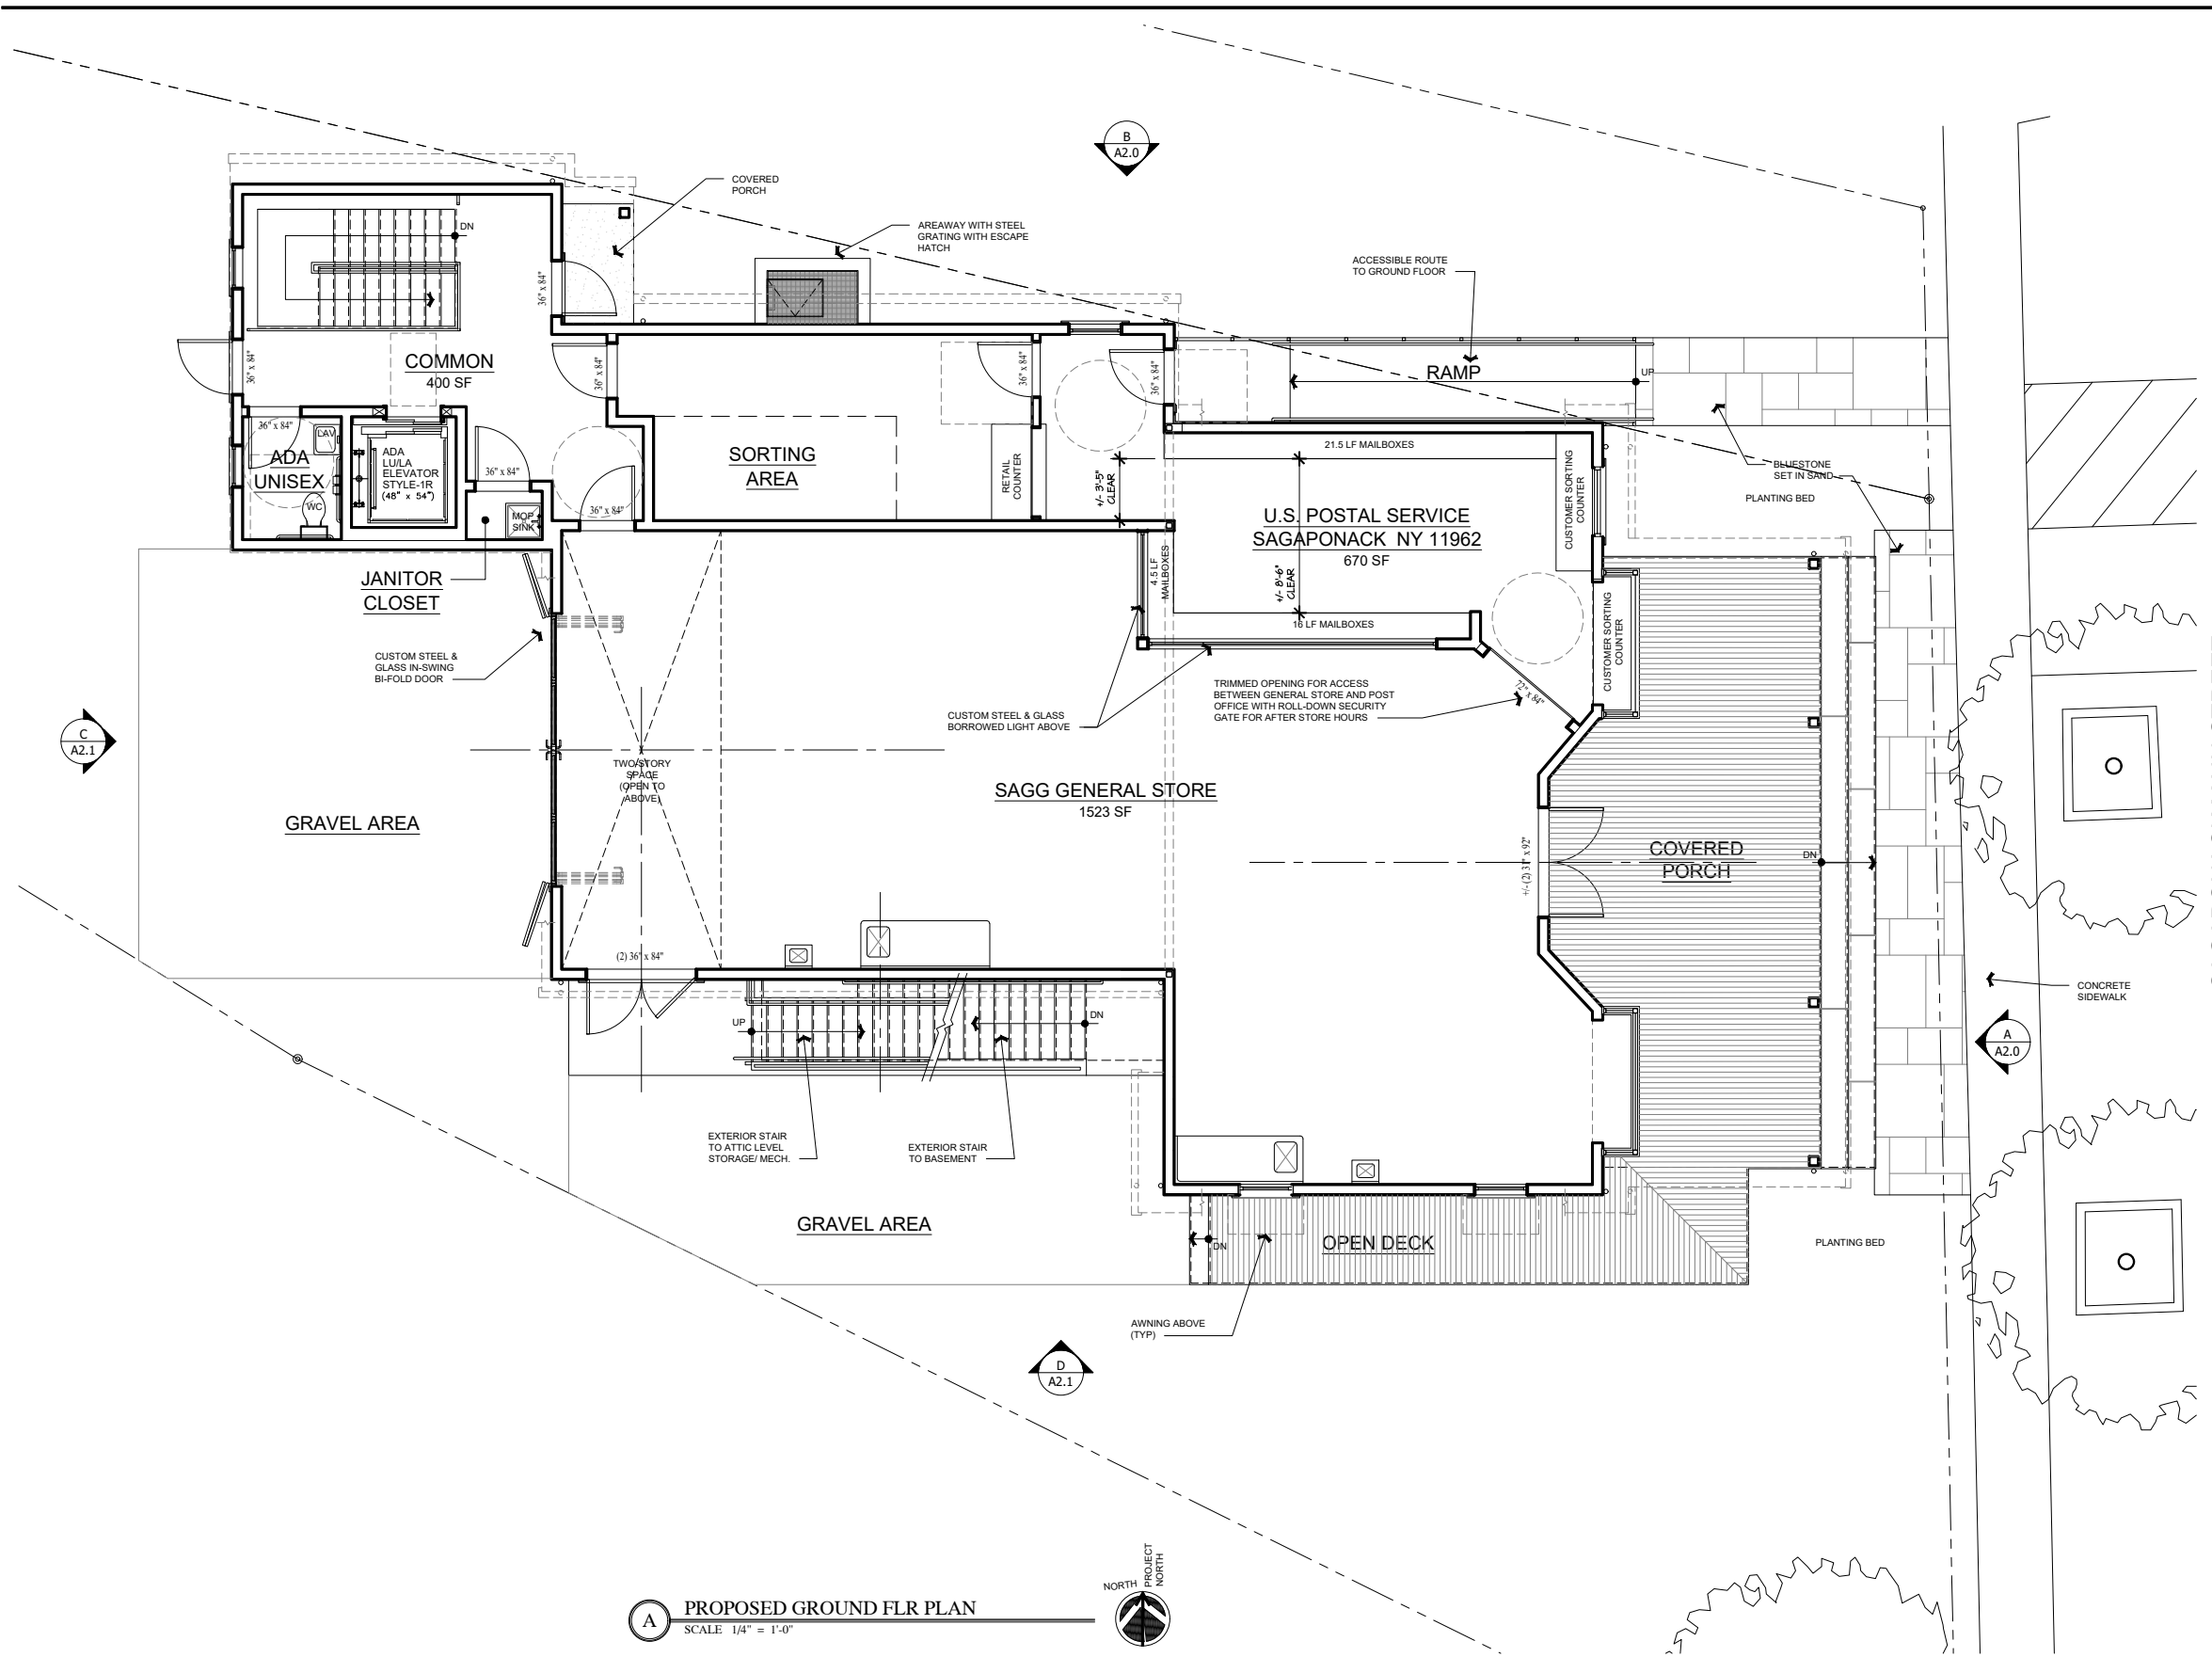 B
A2.0
COVERED
PORCH
AREAWAY WITH STEEL
GRATING WITH ESCAPE
HATCH
ACCESSIBLE ROUTE
TO GROUND FLOOR
DN
36" x 84"
36" x 84"
COMMON
400 SF
36" x 84"
36" x 84"
36" x 84"
RAMP
UP
36" x 84"
LAV
ADA
UNISEX
WC
ADA
LU/LA
ELEVATOR
STYLE-1R
(48" x 54")
36" x 84"
MOP
SINK
36" x 84"
SORTING
AREA
RETAIL
COUNTER
+/- 3'-5"
CLEAR
21.5 LF MAILBOXES
CUSTOMER SORTING
COUNTER
BLUESTONE
SET IN SAND
PLANTING BED
U.S. POSTAL SERVICE
SAGAPONACK NY 11962
670 SF
4.5 LF
MAILBOXES
+/- 8'-6"
CLEAR
16 LF MAILBOXES
CUSTOMER SORTING
COUNTER
JANITOR
CLOSET
CUSTOM STEEL &
GLASS IN-SWING
BI-FOLD DOOR
TRIMMED OPENING FOR ACCESS
BETWEEN GENERAL STORE AND POST
OFFICE WITH ROLL-DOWN SECURITY
GATE FOR AFTER STORE HOURS
72" x 84"
CUSTOM STEEL & GLASS
BORROWED LIGHT ABOVE
C
A2.1
TWO-STORY
SPACE
(OPEN TO
ABOVE)
SAGG GENERAL STORE
1523 SF
GRAVEL AREA
+/- (2) 31" x 92"
COVERED
PORCH
DN
(2) 36" x 84"
CONCRETE
SIDEWALK
UP
DN
A
A2.0
EXTERIOR STAIR
TO ATTIC LEVEL
STORAGE/ MECH.
EXTERIOR STAIR
TO BASEMENT
GRAVEL AREA
DN
OPEN DECK
PLANTING BED
AWNING ABOVE
(TYP)
D
A2.1
NORTH
PROJECT
NORTH
A
PROPOSED GROUND FLR PLAN
SCALE 1/4" = 1'-0"